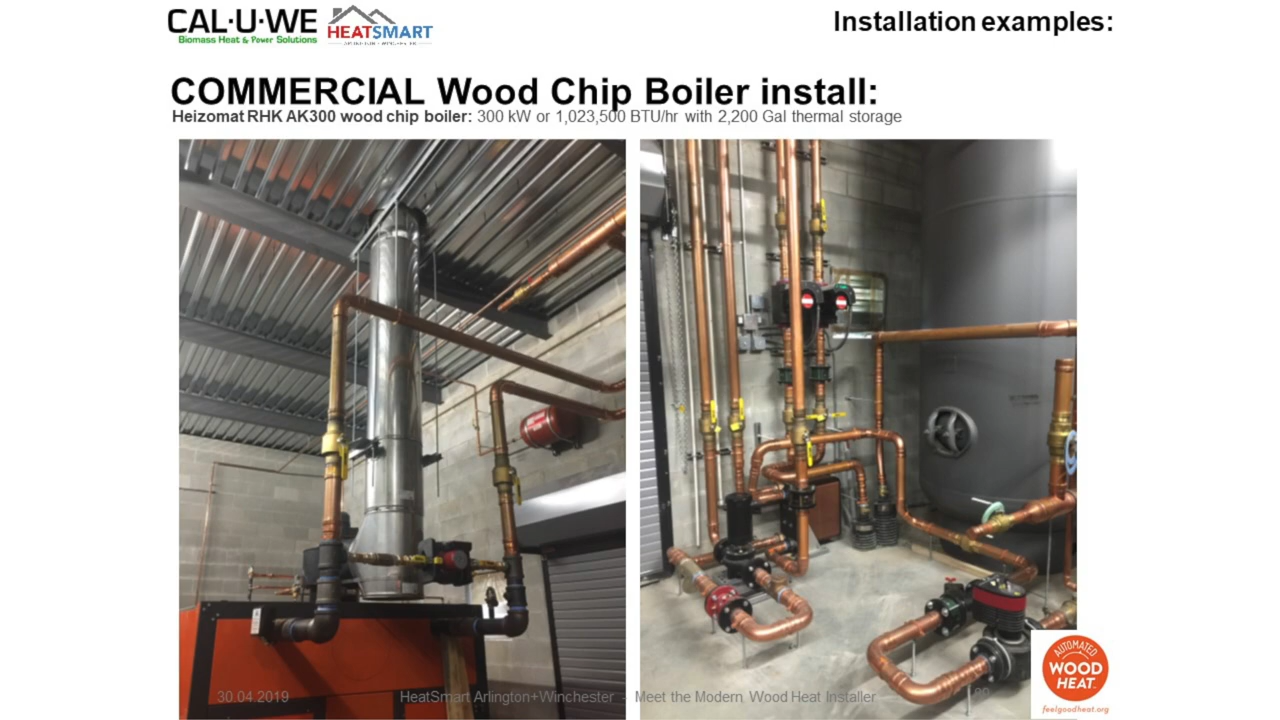 CAL·U·WE
Biomass Heat & Power Solutions
HEATSMART
ARLINGTON · WINCHESTER
Installation examples:
COMMERCIAL Wood Chip Boiler install:
Heizomat RHK AK300 wood chip boiler: 300 kW or 1,023,500 BTU/hr with 2,200 Gal thermal storage
30.04.2019
HeatSmart Arlington+Winchester - Meet the Modern Wood Heat Installer
AUTOMATED
WOOD
HEAT
feelgoodheat.org